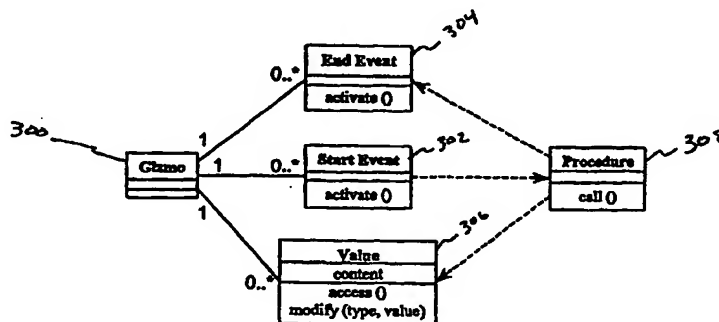 304
End Event
0..*
activate ()
300
1
Gizmo
1
0..*
Start Event
302
Procedure
308
activate ()
call ()
1
306
Value
content
0..*
access ()
modify (type, value)